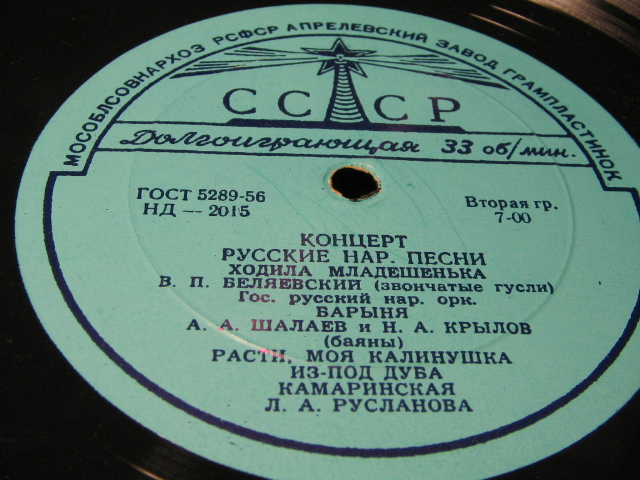 МОСОБЛСОВНАРХОЗ РСФСР АПРЕЛЕВСКИЙ ЗАВОД ГРАМПЛАСТИНОК
СССР
Долгоиграющая 33 об/мин.
ГОСТ 5289-56
НД — 2015
Вторая гр.
7-00
КОНЦЕРТ
РУССКИЕ НАР. ПЕСНИ
ХОДИЛА МЛАДЕШЕНЬКА
В. П. БЕЛЯЕВСКИЙ (звончатые гусли)
Гос. русский нар. орк.
БАРЫНЯ
А. А. ШАЛАЕВ и Н. А. КРЫЛОВ
(баяны)
РАСТИ, МОЯ КАЛИНУШКА
ИЗ-ПОД ДУБА
КАМАРИНСКАЯ
Л. А. РУСЛАНОВА